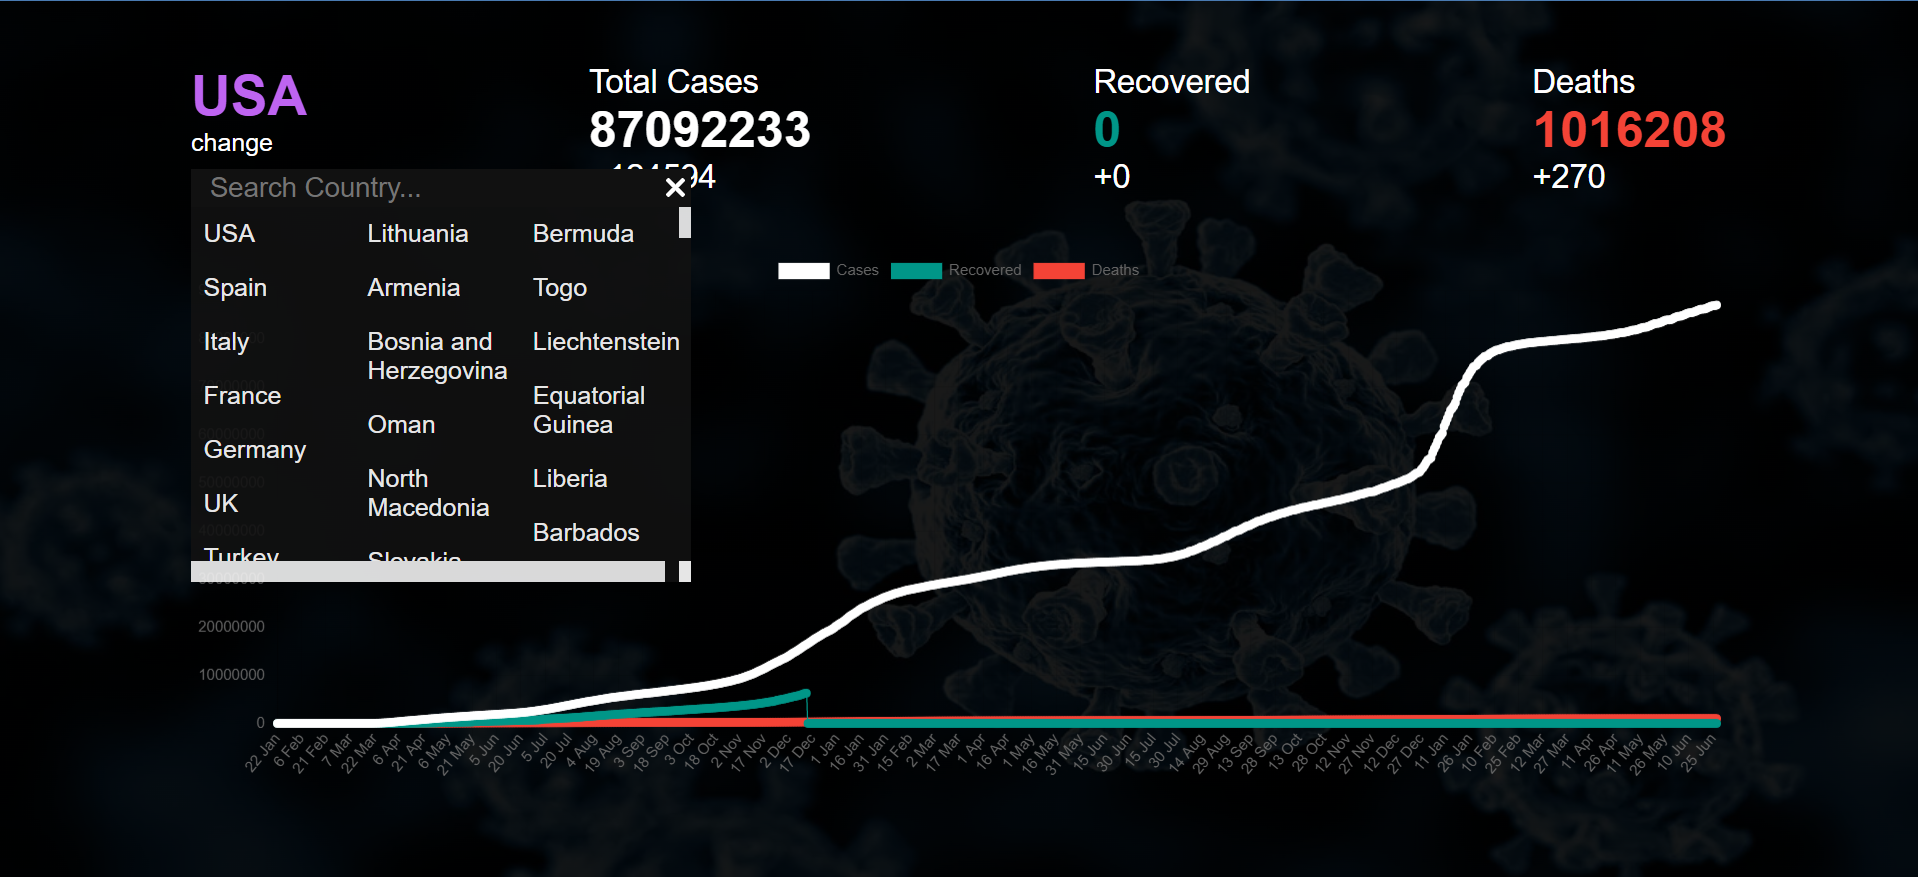 USA
change
Total Cases
87092233
Recovered
0
+0
Deaths
1016208
+270
Search Country...
USA
Spain
Italy
France
Germany
UK
Turkey
Lithuania
Armenia
Bosnia and
Herzegovina
Oman
North
Macedonia
Slovakia
Bermuda
Togo
Liechtenstein
Equatorial
Guinea
Liberia
Barbados
Cases
Recovered
Deaths
60000000
50000000
40000000
30000000
20000000
10000000
0
22 Jan
6 Feb
21 Feb
7 Mar
22 Mar
6 Apr
21 Apr
6 May
21 May
5 Jun
20 Jun
5 Jul
20 Jul
4 Aug
19 Aug
3 Sep
18 Sep
3 Oct
18 Oct
2 Nov
17 Nov
2 Dec
17 Dec
1 Jan
16 Jan
31 Jan
15 Feb
2 Mar
17 Mar
1 Apr
16 Apr
1 May
16 May
31 May
15 Jun
30 Jun
15 Jul
30 Jul
14 Aug
29 Aug
13 Sep
28 Sep
13 Oct
28 Oct
12 Nov
27 Nov
12 Dec
27 Dec
11 Jan
26 Jan
10 Feb
25 Feb
12 Mar
27 Mar
11 Apr
26 Apr
11 May
26 May
10 Jun
25 Jun